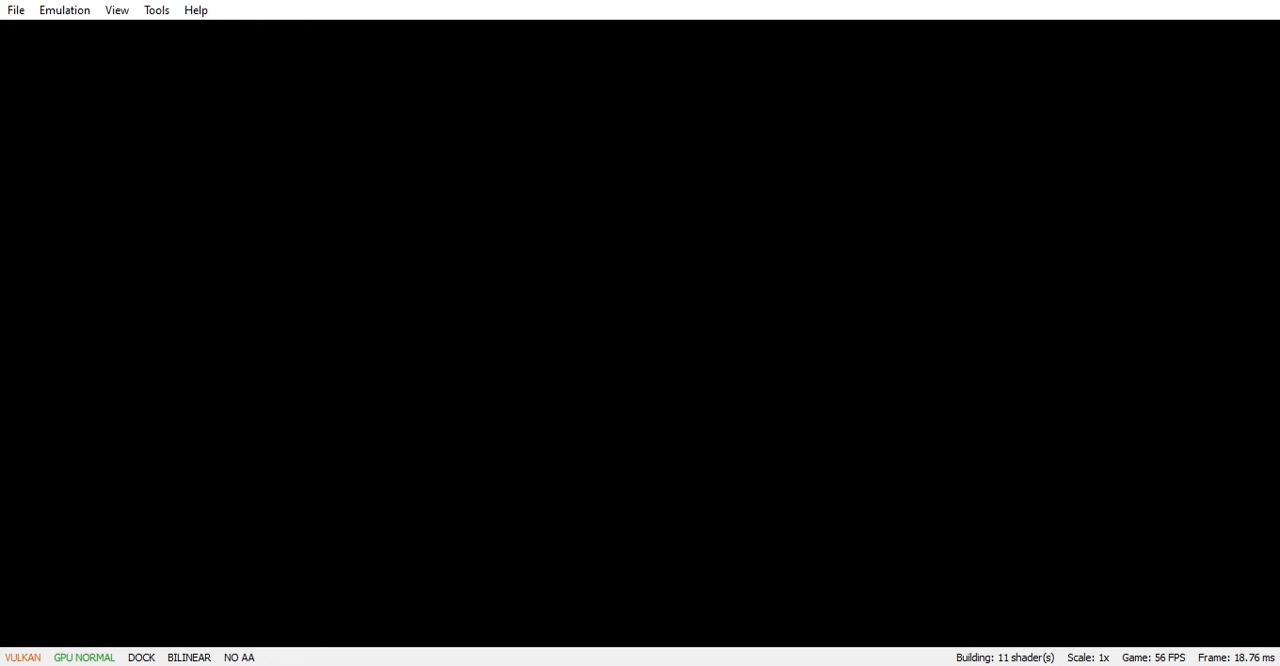 File Emulation View Tools Help
VULKAN GPU NORMAL DOCK BILINEAR NO AA Building: 11 shader(s) Scale: 1x Game: 56 FPS Frame: 18.76 ms